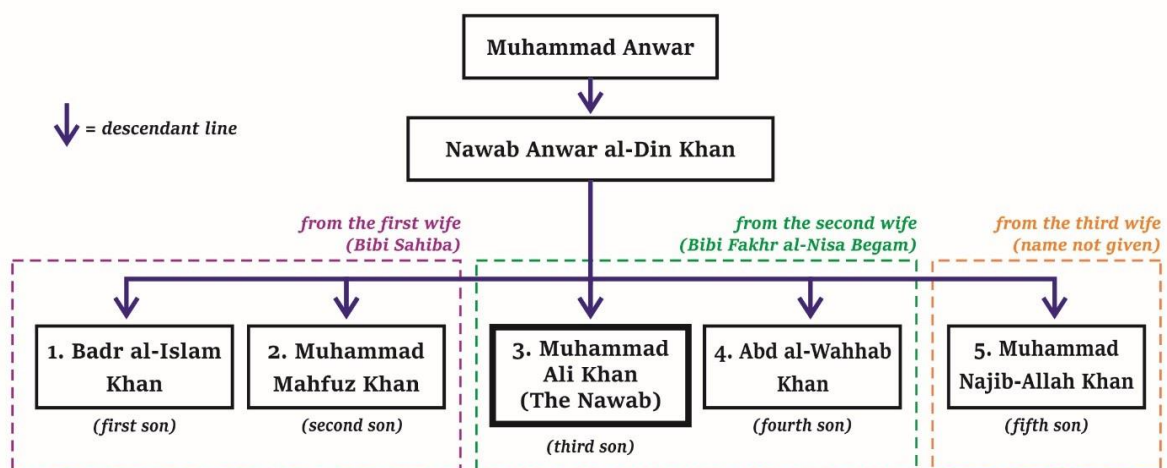 Muhammad Anwar
= descendant line
Nawab Anwar al-Din Khan
from the first wife
(Bibi Sahiba)
from the second wife
(Bibi Fakhr al-Nisa Begam)
from the third wife
(name not given)
1. Badr al-Islam
Khan
(first son)
2. Muhammad
Mahfuz Khan
(second son)
3. Muhammad
Ali Khan
(The Nawab)
(third son)
4. Abd al-Wahhab
Khan
(fourth son)
5. Muhammad
Najib-Allah Khan
(fifth son)